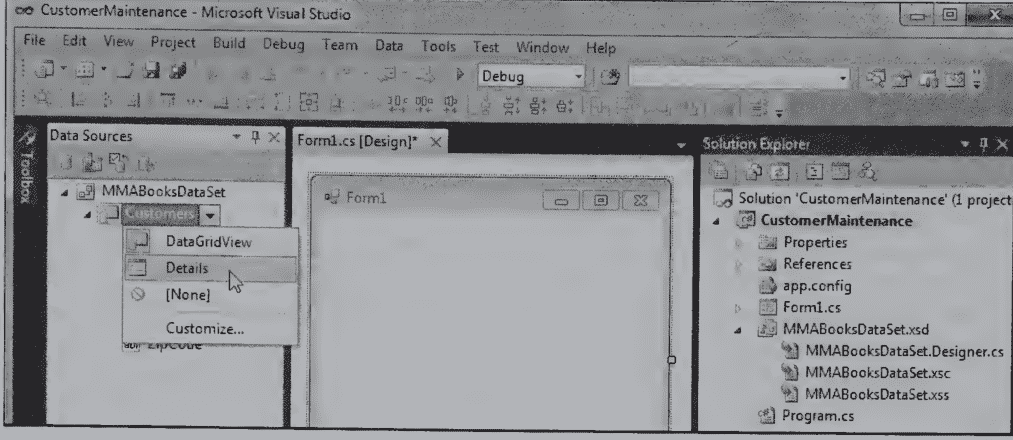 CustomerMaintenance - Microsoft Visual Studio
File Edit View Project Build Debug Team Data Tools Test Window Help
Debug
Toolbox
Data Sources
MMABooksDataSet
Customers
DataGridView
Details
[None]
Customize...
ZipCode
Form1.cs [Design]*
Form1
Solution Explorer
Solution 'CustomerMaintenance' (1 project
CustomerMaintenance
Properties
References
app.config
Form1.cs
MMABooksDataSet.xsd
MMABooksDataSet.Designer.cs
MMABooksDataSet.xsc
MMABooksDataSet.xss
Program.cs